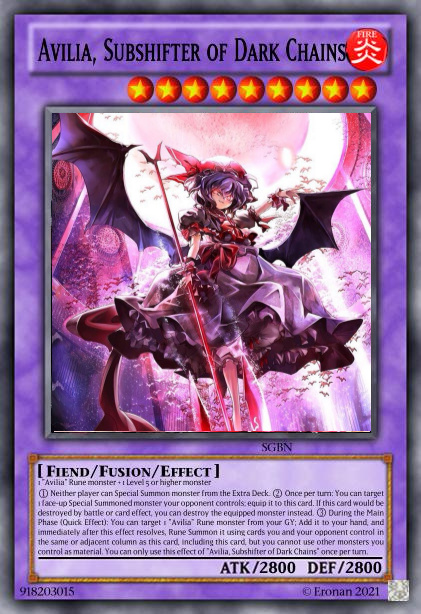 Avilia, Subshifter of Dark Chains
FIRE
炎
SGBN
[ Fiend/Fusion/Effect ]
1 "Avilia" Rune monster + 1 Level 5 or higher monster
① Neither player can Special Summon monster from the Extra Deck. ② Once per turn: You can target
1 face-up Special Summoned monster your opponent controls; equip it to this card. If this card would be
destroyed by battle or card effect, you can destroy the equipped monster instead. ③ During the Main
Phase (Quick Effect): You can target 1 "Avilia" Rune monster from your GY; Add it to your hand, and
immediately after this effect resolves, Rune Summon it using cards you and your opponent control in
the same or adjacent column as this card, including this card, but you cannot use other monsters you
control as material. You can only use this effect of "Avilia, Subshifter of Dark Chains" once per turn.
ATK/2800 DEF/2800
918203015
© Eronan 2021